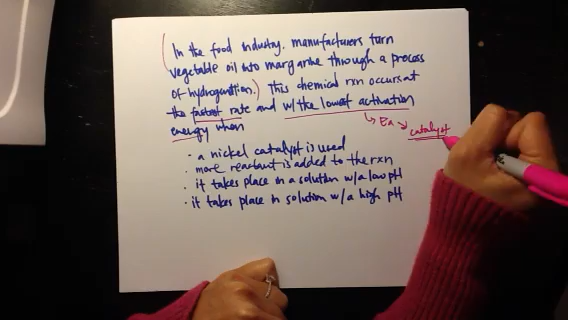 (In the food industry, manufacturers turn
vegetable oil into margarine through a process
of hydrogenation.) This chemical rxn occurs at
the fastest rate and w/ the lowest activation
energy when
↳ Ea ↘ catalyst
· a nickel catalyst is used
· more reactant is added to the rxn
· it takes place in a solution w/ a low pH
· it takes place in solution w/ a high pH